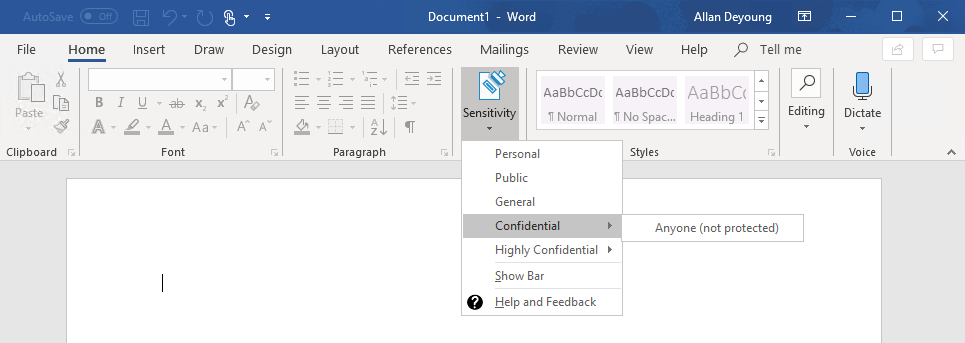 AutoSave Off Document1 - Word Allan Deyoung
File Home Insert Draw Design Layout References Mailings Review View Help Tell me
Paste
B I U ab x₂ x² A
A A Aa A A
A Z
Sensitivity
AaBbCcDc AaBbCcDc AaBbCc
¶ Normal ¶ No Spac... Heading 1
Editing
Dictate
Clipboard Font Paragraph Styles Voice
Personal
Public
General
Confidential
Anyone (not protected)
Highly Confidential
Show Bar
? Help and Feedback